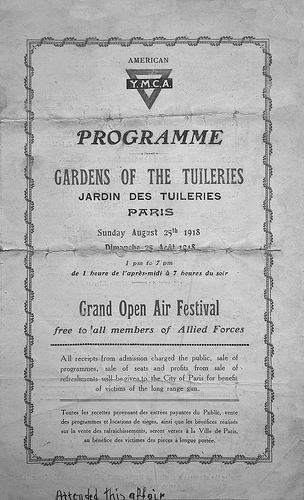 AMERICAN
Y.M.C.A
PROGRAMME
GARDENS OF THE TUILERIES
JARDIN DES TUILERIES
PARIS
Sunday August 25th 1918
Dimanche 25 Août 1918
1 pm to 7 pm
de 1 heure de l'après-midi à 7 heures du soir
Grand Open Air Festival
free to all members of Allied Forces
All receipts from admission charged the public, sale of
programmes, sale of seats and profits from sale of
refreshments will be given to the City of Paris for benefit
of victims of the long range gun.
Toutes les recettes provenant des entrées payantes du Public, vente
des programmes et locations de sièges, ainsi que les bénéfices réalisés
sur la vente des rafraîchissements, seront versés à la Ville de Paris,
au bénéfice des victimes des pièces à longue portée.
Attended this affair